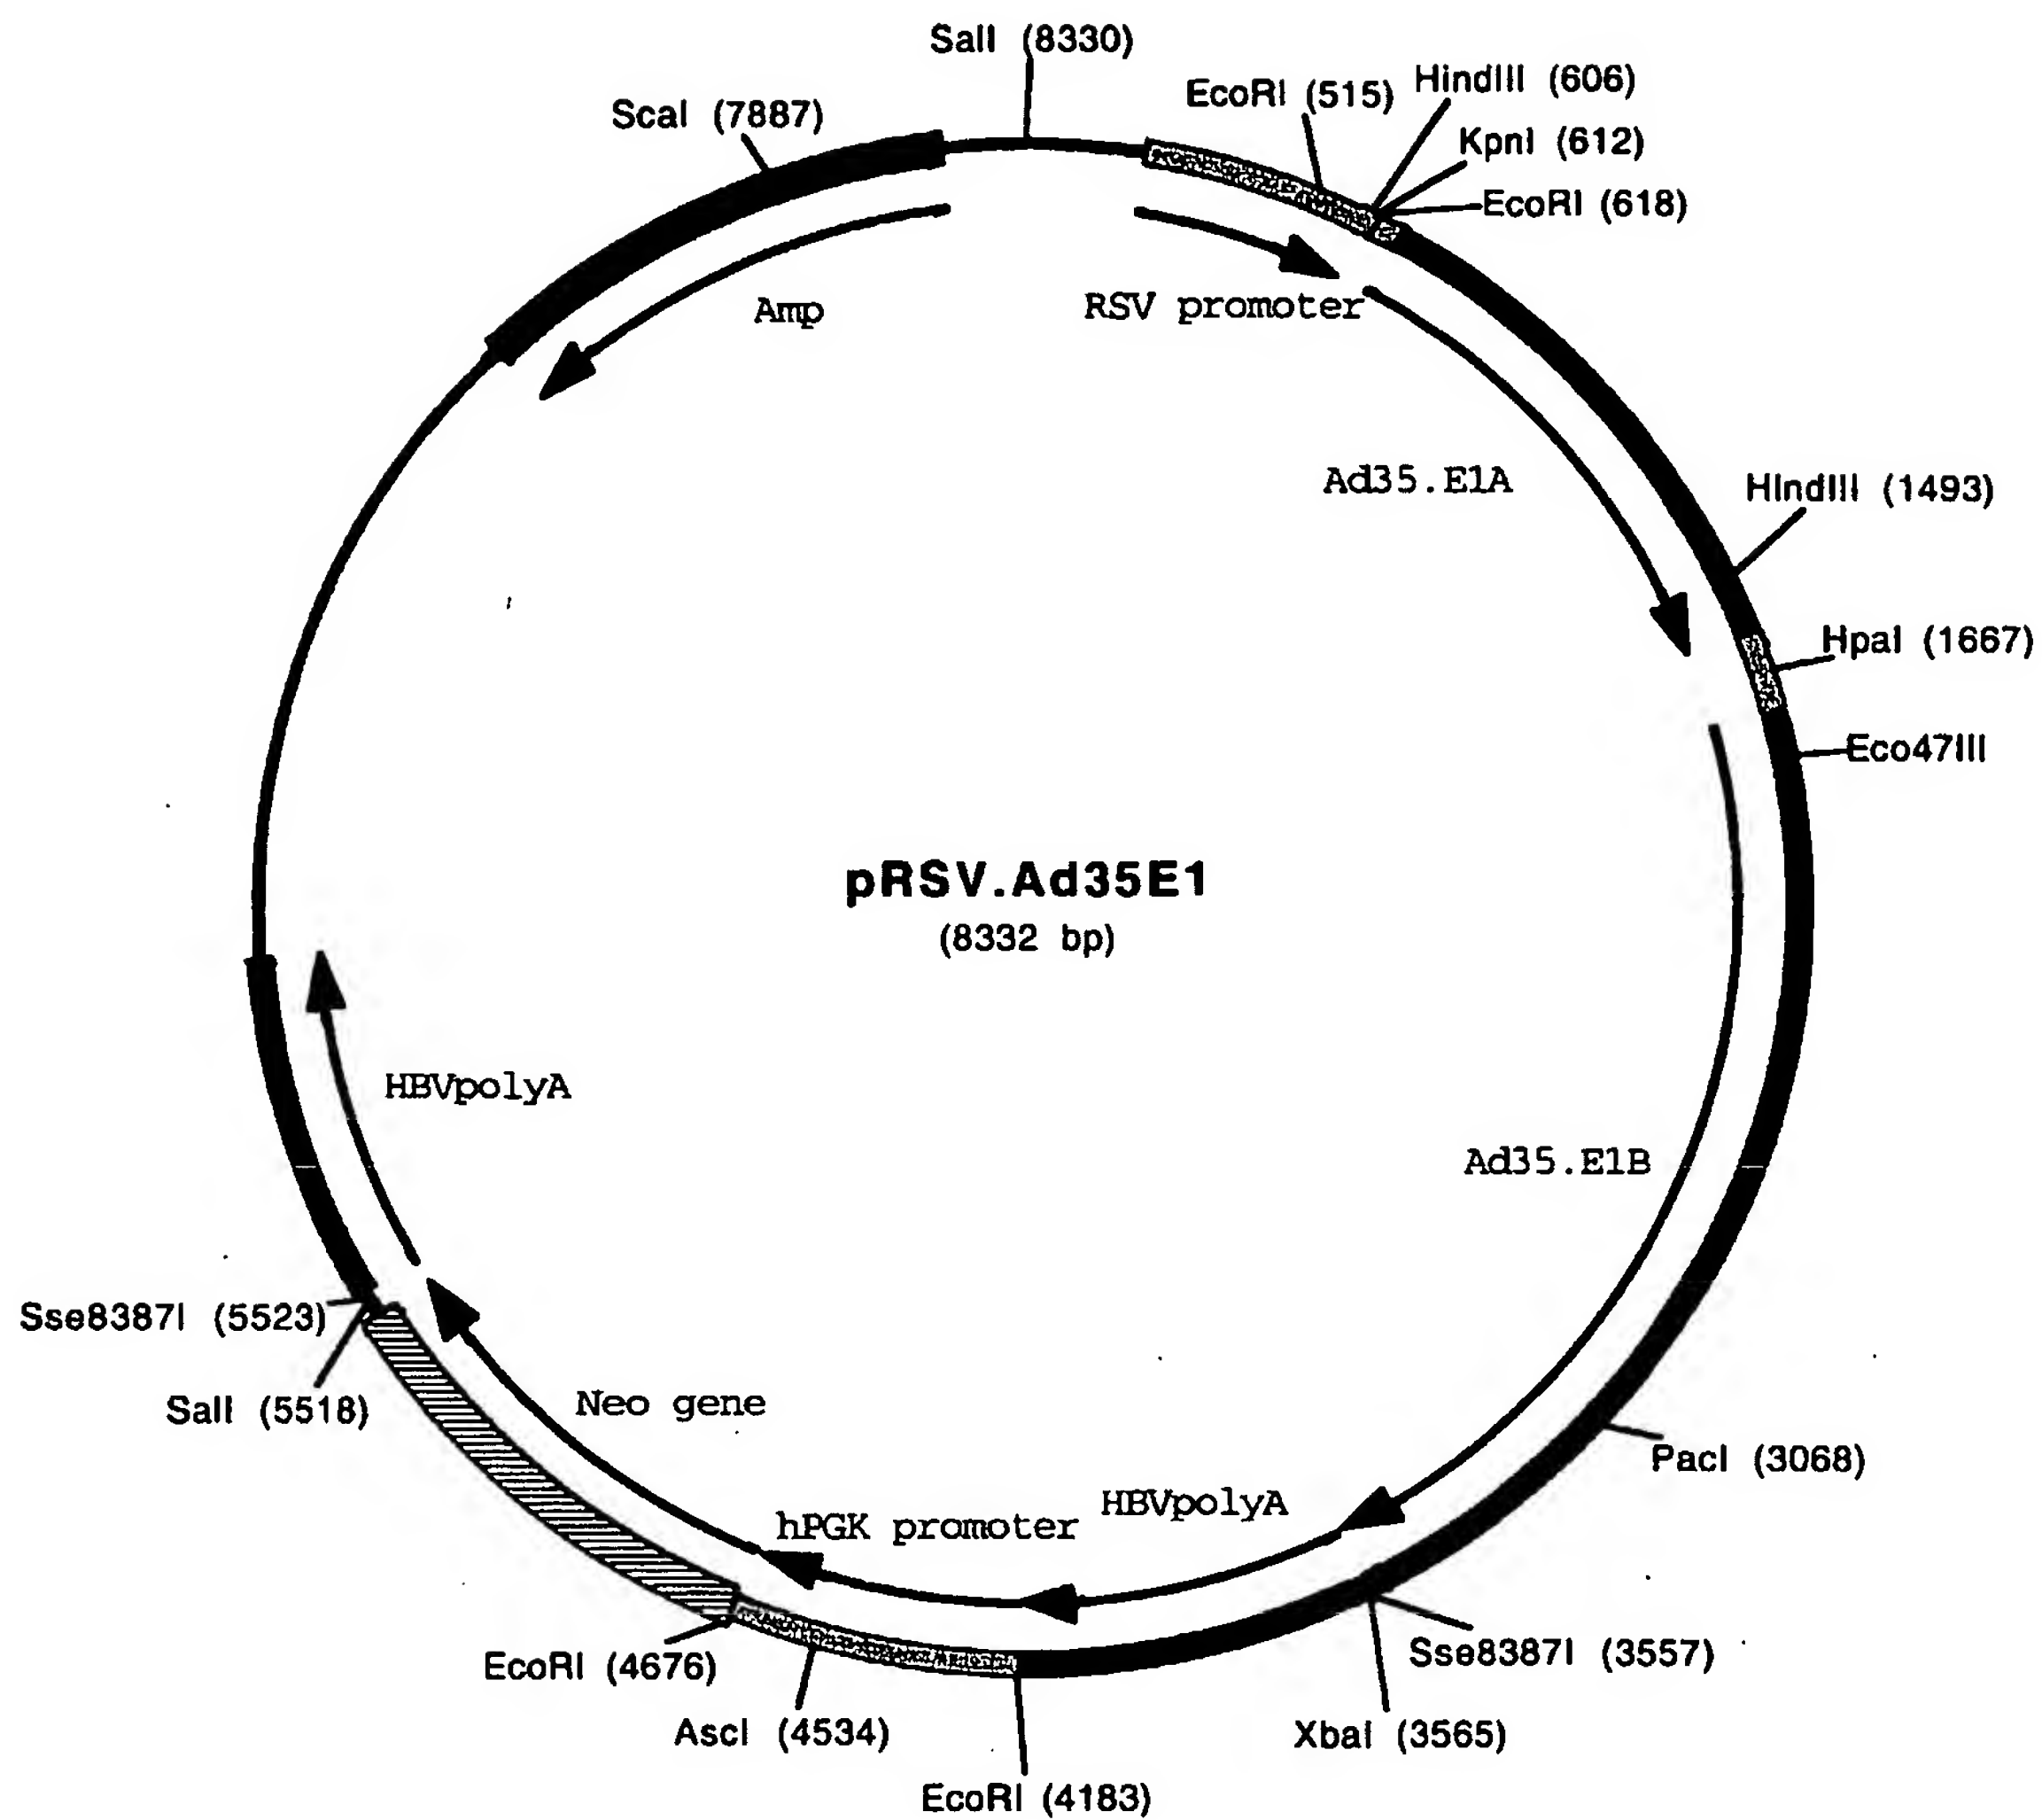 SalI (8330)
ScaI (7887)
EcoRI (515)
HindIII (606)
KpnI (612)
EcoRI (618)
Amp
RSV promoter
Ad35.E1A
HindIII (1493)
HpaI (1667)
Eco47III
pRSV.Ad35E1
(8332 bp)
HBVpolyA
Ad35.E1B
Sse8387I (5523)
SalI (5518)
Neo gene
PacI (3068)
HBVpolyA
hPGK promoter
Sse8387I (3557)
EcoRI (4676)
AscI (4534)
XbaI (3565)
EcoRI (4183)